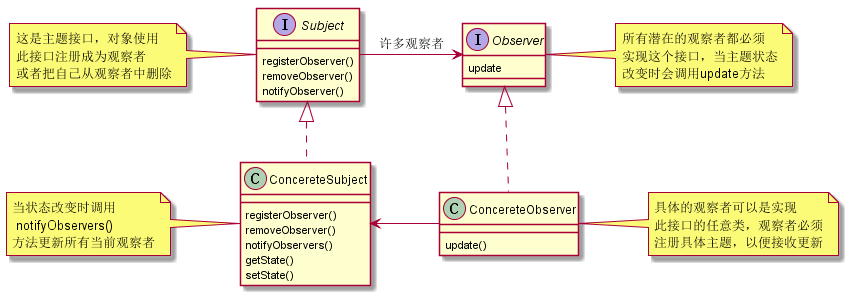 这是主题接口，对象使用
此接口注册成为观察者
或者把自己从观察者中删除
I Subject
registerObserver()
removeObserver()
notifyObserver()
许多观察者
I Observer
update
所有潜在的观察者都必须
实现这个接口，当主题状态
改变时会调用update方法
当状态改变时调用
notifyObservers()
方法更新所有当前观察者
C ConcereteSubject
registerObserver()
removeObserver()
notifyObservers()
getState()
setState()
C ConcereteObserver
update()
具体的观察者可以是实现
此接口的任意类，观察者必须
注册具体主题，以便接收更新